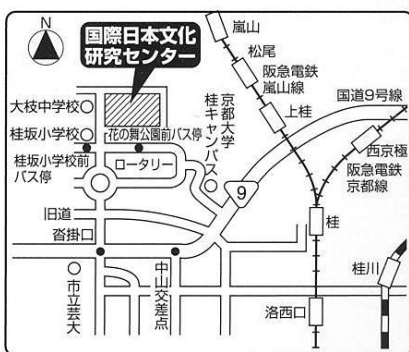 N
国際日本文化
研究センター
嵐山
松尾
阪急電鉄
嵐山線
上桂
国道9号線
大枝中学校
桂坂小学校
花の舞公園前バス停
京都大学
桂キャンパス
桂坂小学校前
バス停
ロータリー
西京極
阪急電鉄
京都線
9
旧道
桂
沓掛口
桂川
市立芸大
中山交差点
洛西口